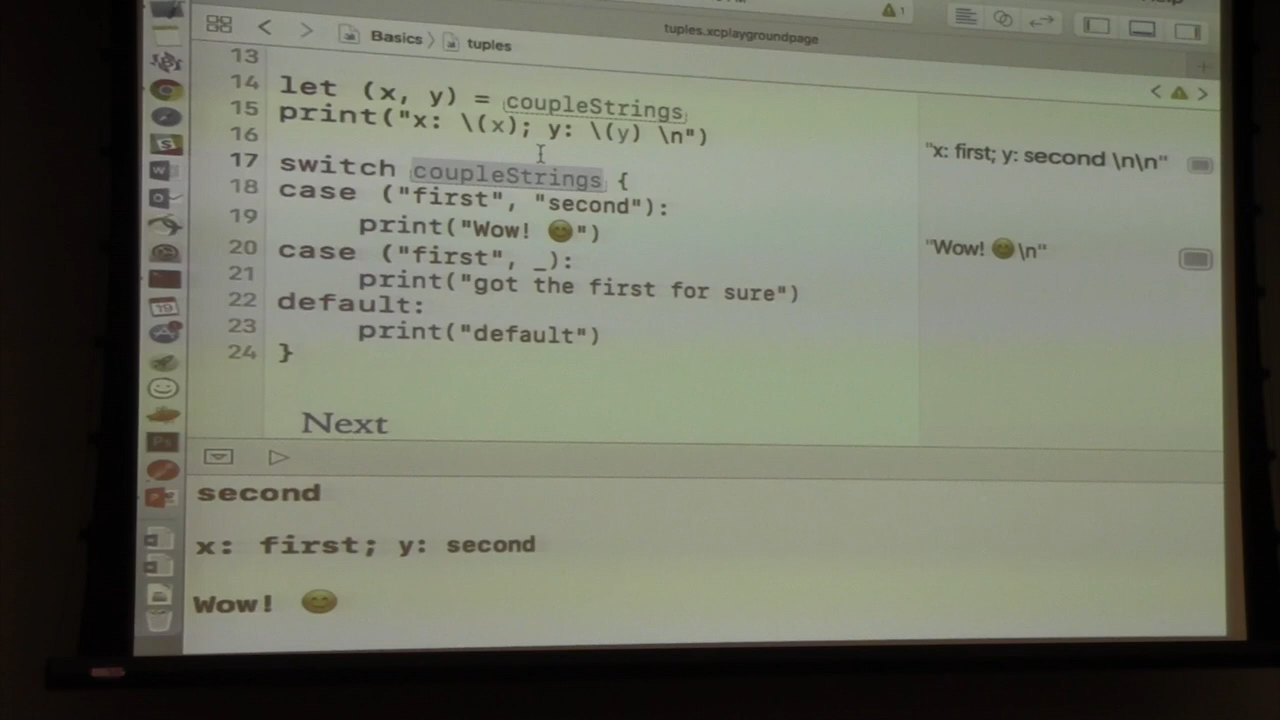 Basics > tuples
tuples.xcplaygroundpage
1
13
14 let (x, y) = coupleStrings
15 print("x: \(x); y: \(y) \n")
"x: first; y: second \n\n"
16
17 switch coupleStrings {
18 case ("first", "second"):
19 print("Wow! 😊")
"Wow! 😊\n"
20 case ("first", _):
21 print("got the first for sure")
22 default:
23 print("default")
24 }
Next
second
x: first; y: second
Wow! 😊